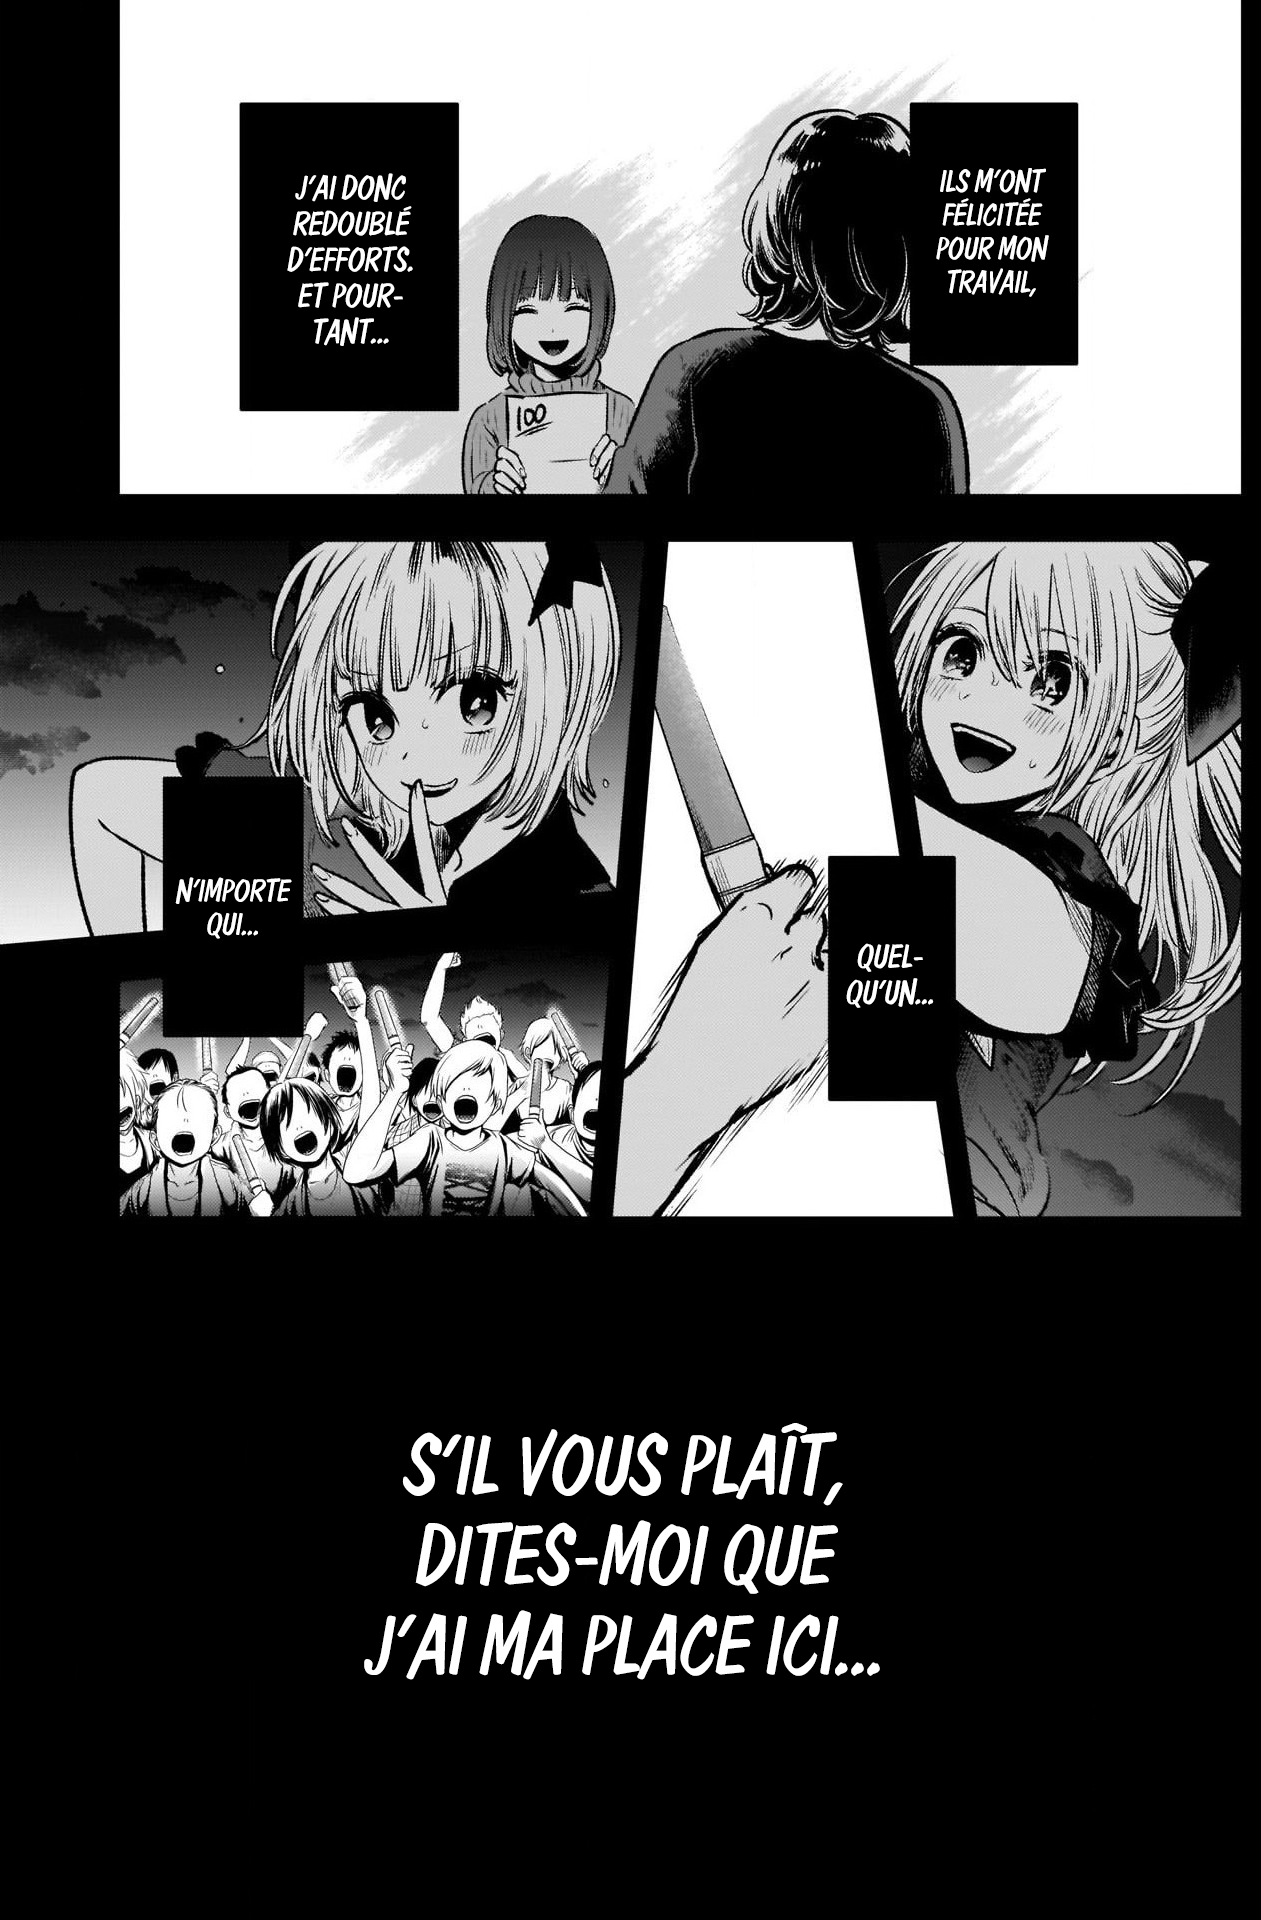 ILS M'ONT
FÉLICITÉE
POUR MON
TRAVAIL,
J'AI DONC
REDOUBLÉ
D'EFFORTS.
ET POUR-
TANT...
100
QUEL-
QU'UN...
N'IMPORTE
QUI...
S'IL VOUS PLAÎT,
DITES-MOI QUE
J'AI MA PLACE ICI...